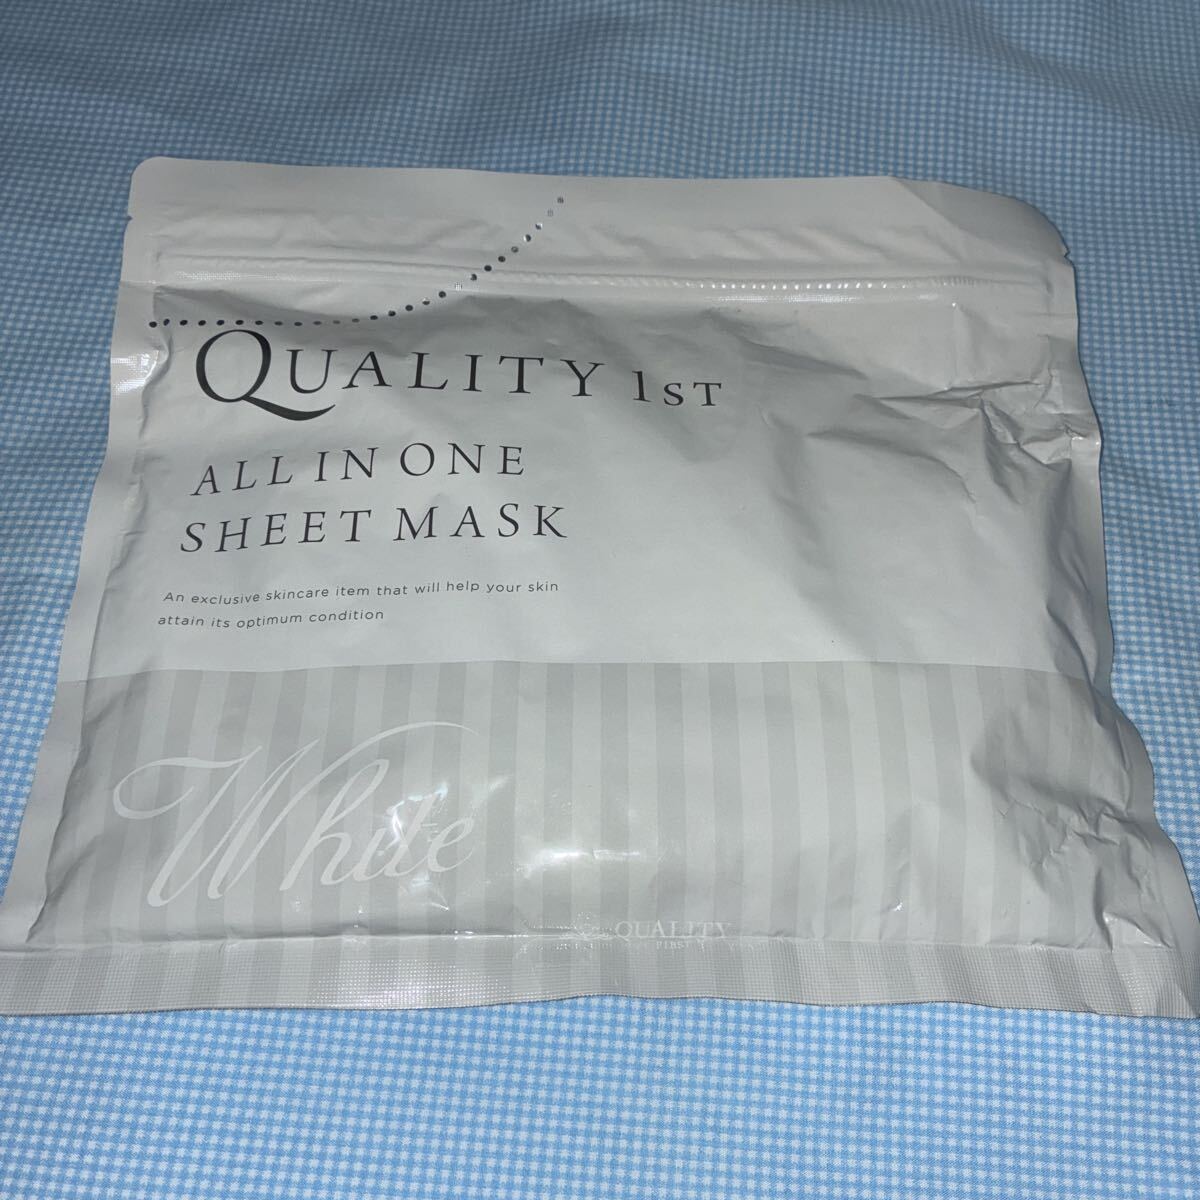 QUALITY 1ST
ALL IN ONE
SHEET MASK
An exclusive skincare item that will help your skin
attain its optimum condition
White
QUALITY
FIRST